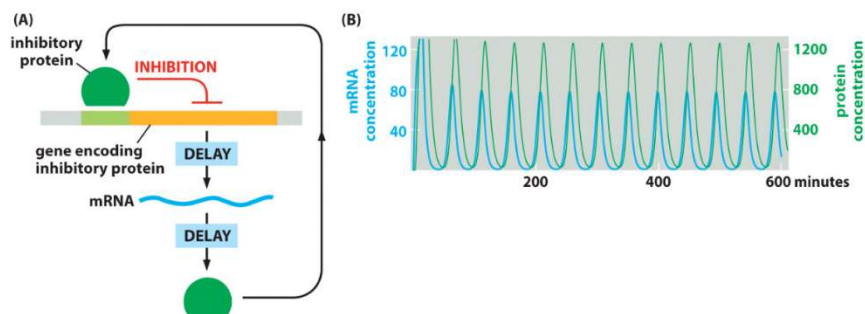 (A)
inhibitory
protein
INHIBITION
gene encoding
inhibitory protein
DELAY
mRNA
DELAY
(B)
mRNA
concentration
120
80
40
1200
800
400
protein
concentration
200
400
600 minutes